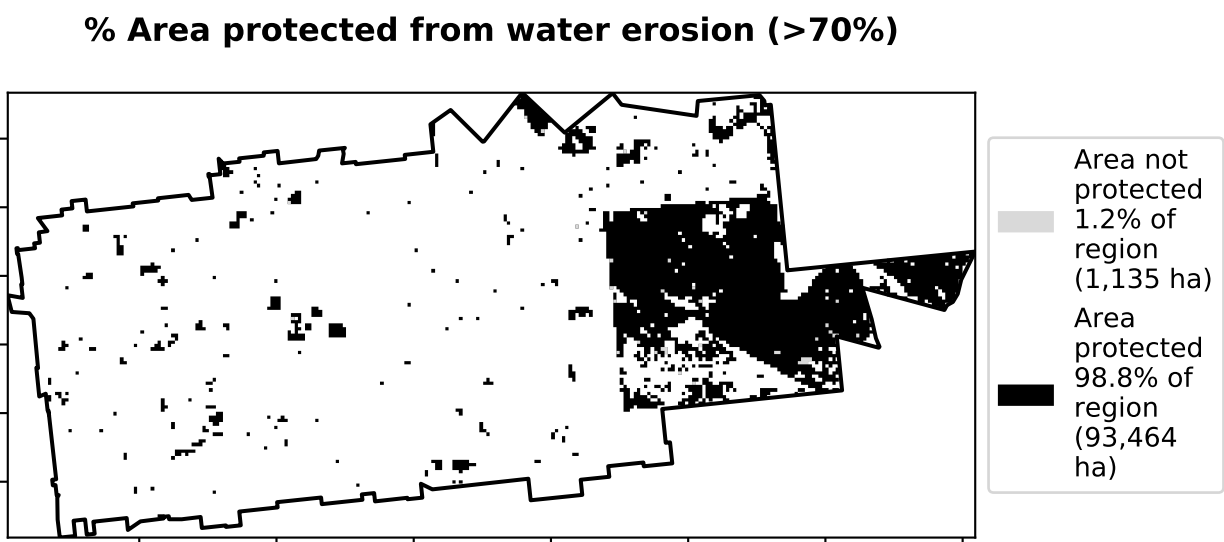 % Area protected from water erosion (>70%)
Area not
protected
1.2% of
region
(1,135 ha)
Area
protected
98.8% of
region
(93,464
ha)